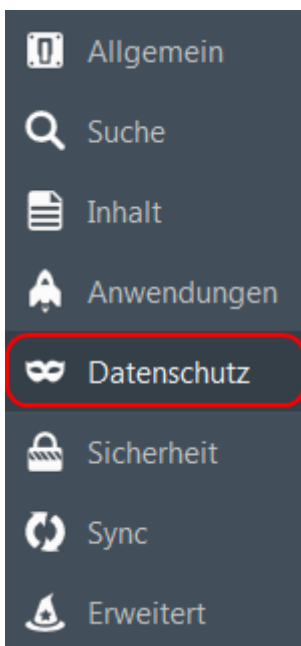 Allgemein
Suche
Inhalt
Anwendungen
Datenschutz
Sicherheit
Sync
Erweitert